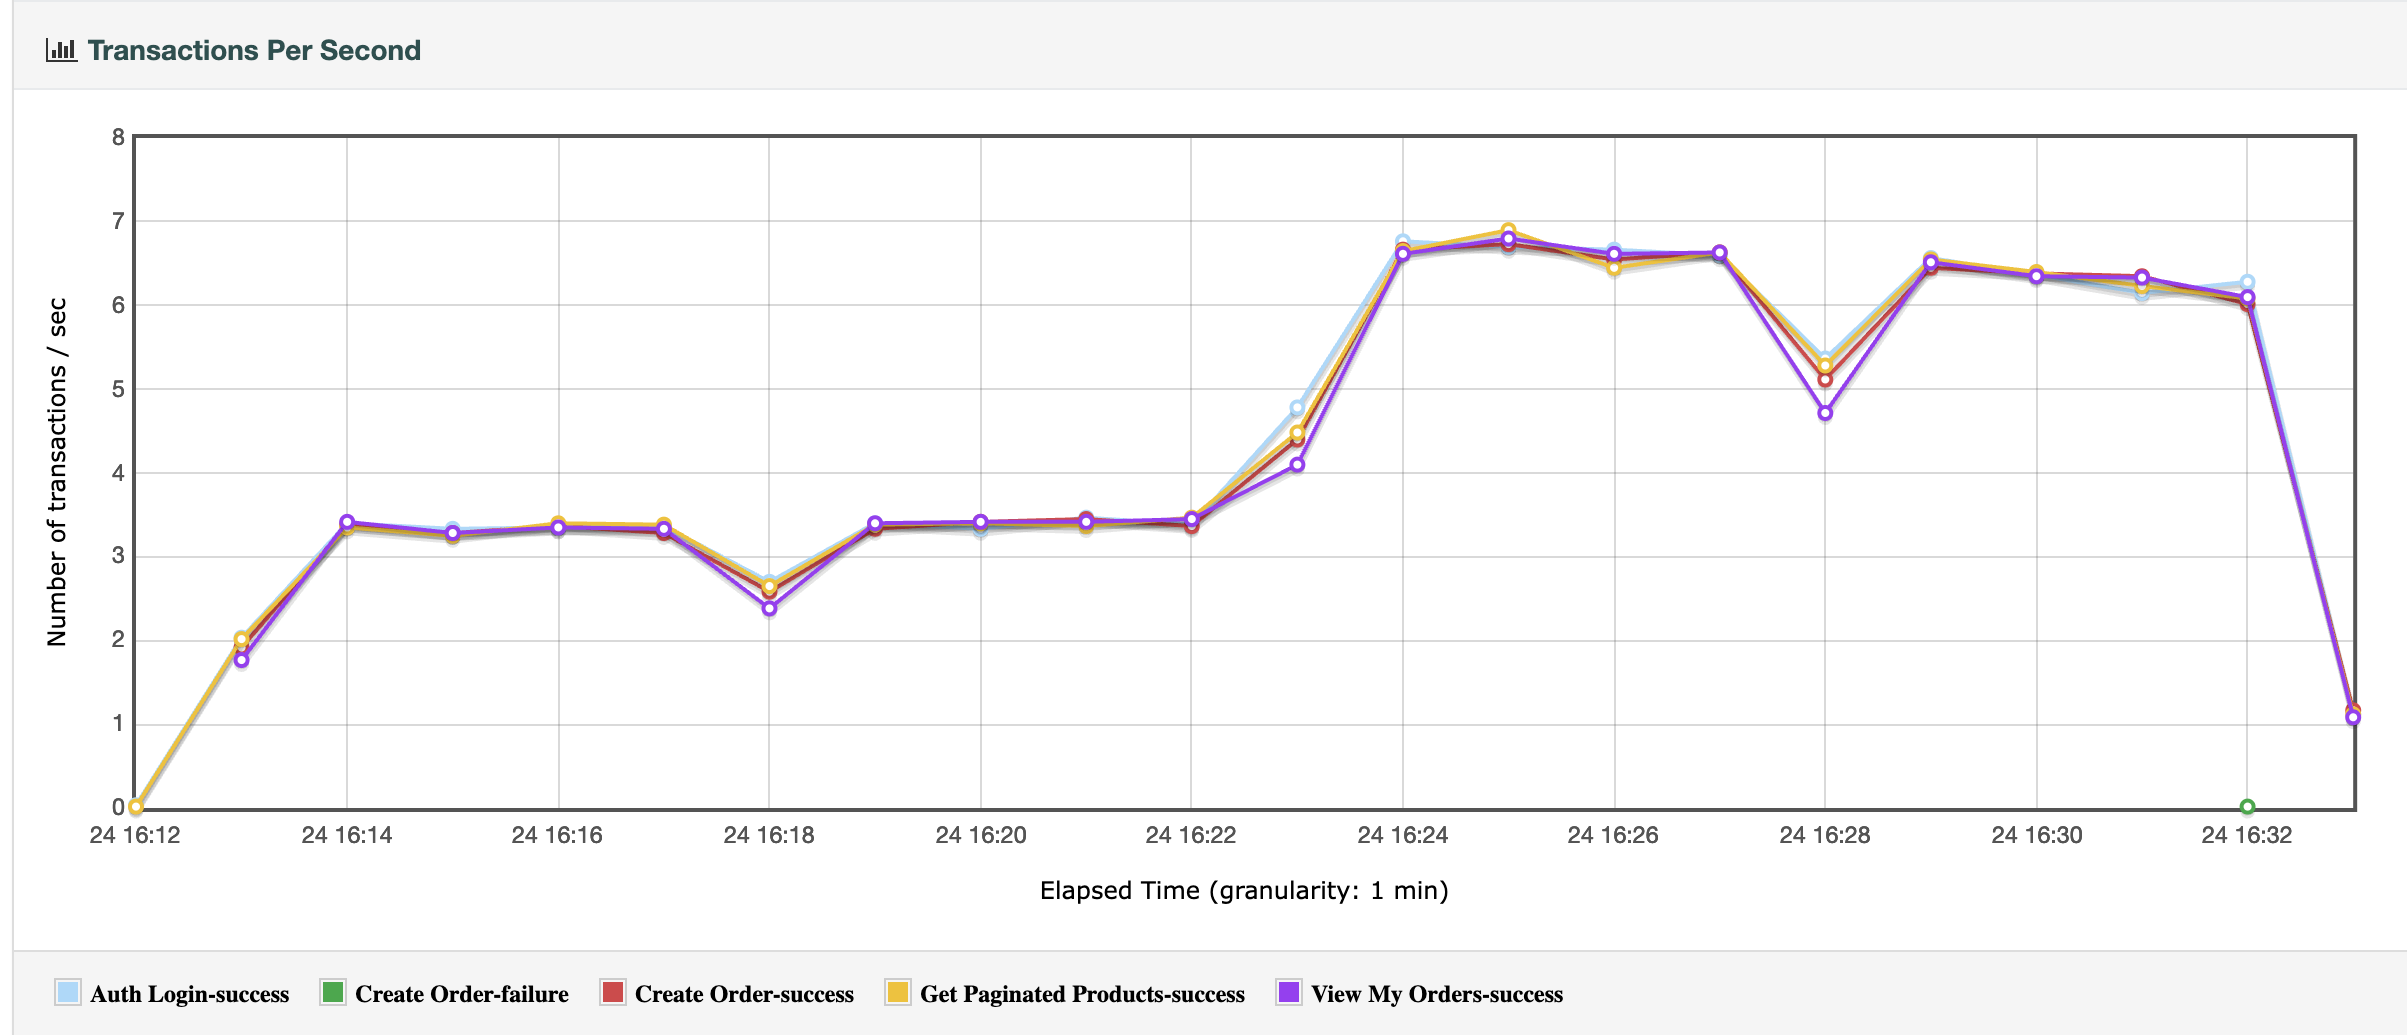 Transactions Per Second
8
7
6
5
4
3
2
1
0
Number of transactions / sec
24 16:12 24 16:14 24 16:16 24 16:18 24 16:20 24 16:22 24 16:24 24 16:26 24 16:28 24 16:30 24 16:32
Elapsed Time (granularity: 1 min)
Auth Login-success Create Order-failure Create Order-success Get Paginated Products-success View My Orders-success